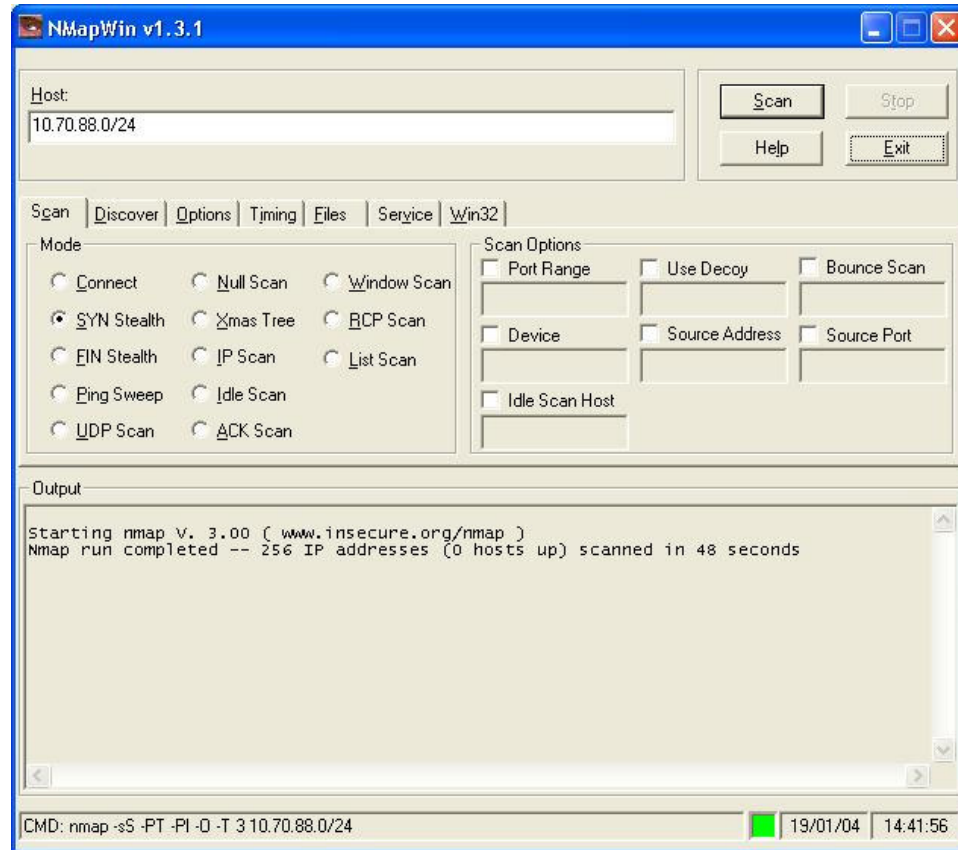 NMapWin v1.3.1
Host:
10.70.88.0/24
Scan
Stop
Help
Exit
Scan Discover Options Timing Files Service Win32
Mode
Connect Null Scan Window Scan
SYN Stealth Xmas Tree RCP Scan
FIN Stealth IP Scan List Scan
Ping Sweep Idle Scan
UDP Scan ACK Scan
Scan Options
Port Range Use Decoy Bounce Scan
Device Source Address Source Port
Idle Scan Host
Output
Starting nmap V. 3.00 ( www.insecure.org/nmap )
Nmap run completed -- 256 IP addresses (0 hosts up) scanned in 48 seconds
CMD: nmap -sS -PT -PI -O -T 3 10.70.88.0/24
19/01/04 14:41:56